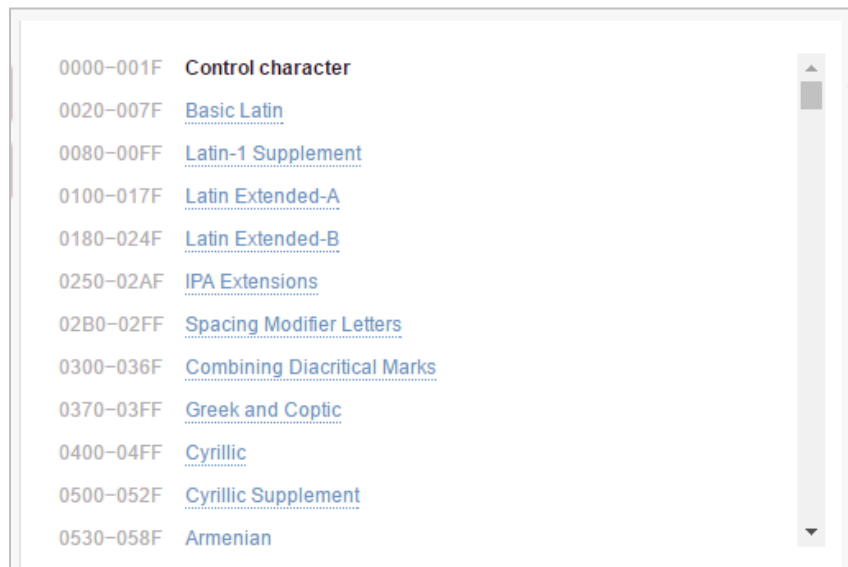 0000–001F Control character
0020–007F Basic Latin
0080–00FF Latin-1 Supplement
0100–017F Latin Extended-A
0180–024F Latin Extended-B
0250–02AF IPA Extensions
02B0–02FF Spacing Modifier Letters
0300–036F Combining Diacritical Marks
0370–03FF Greek and Coptic
0400–04FF Cyrillic
0500–052F Cyrillic Supplement
0530–058F Armenian